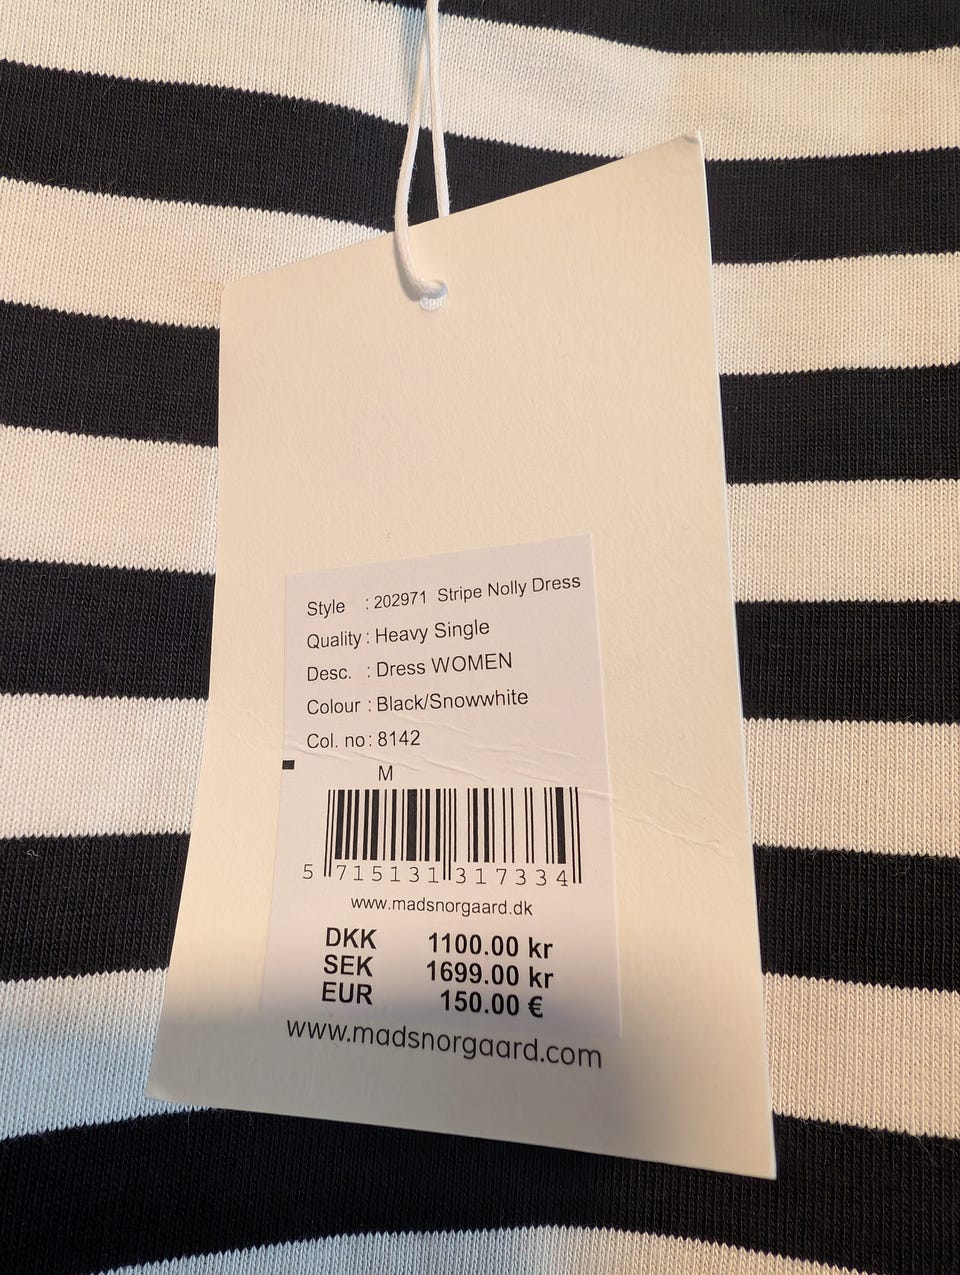 Style : 202971 Stripe Nolly Dress
Quality : Heavy Single
Desc. : Dress WOMEN
Colour : Black/Snowwhite
Col. no : 8142
M
5 715131 317334
www.madsnorgaard.dk
DKK 1100.00 kr
SEK 1699.00 kr
EUR 150.00 €
www.madsnorgaard.com